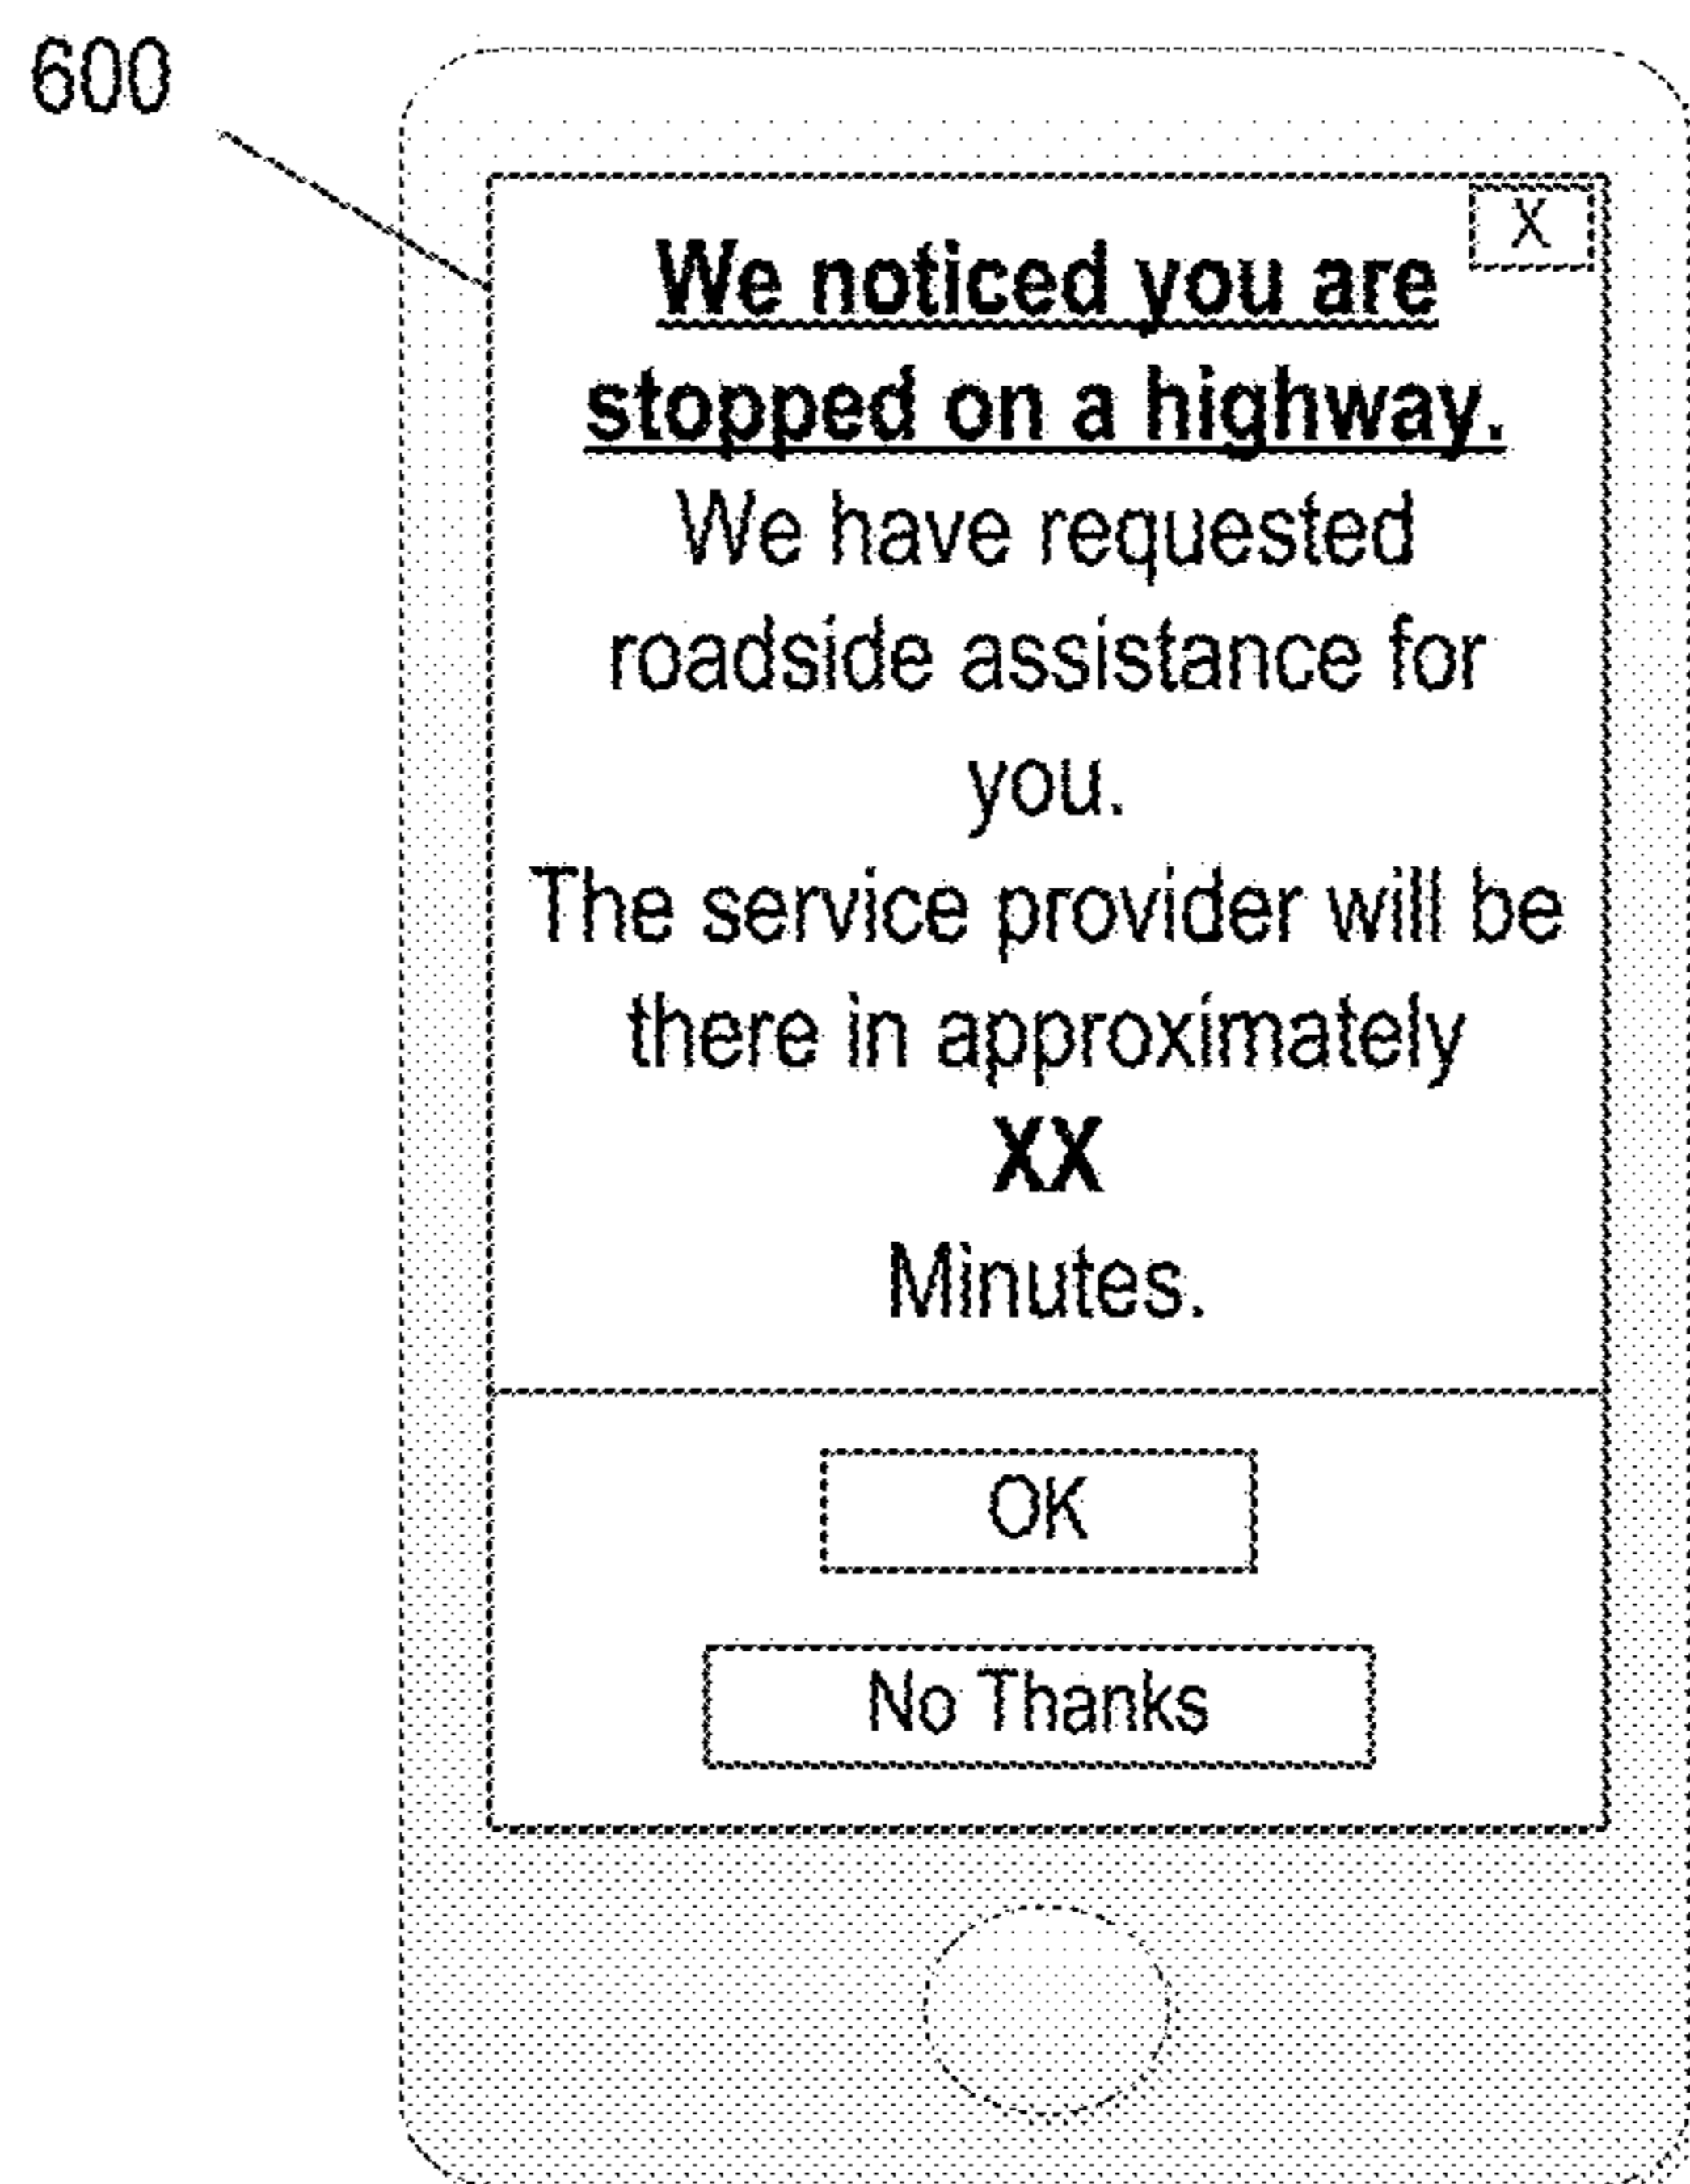 600
X
We noticed you are
stopped on a highway.
We have requested
roadside assistance for
you.
The service provider will be
there in approximately
XX
Minutes.
OK
No Thanks